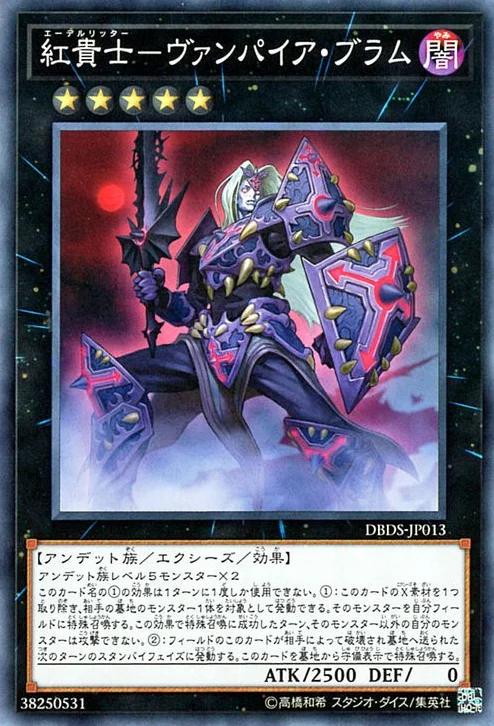 エーデルリッター
紅貴士－ヴァンパイア・ブラム
やみ
闇
DBDS-JP013
【アンデット族／エクシーズ／効果】
アンデット族レベル５モンスター×２
このカード名の①の効果は１ターンに１度しか使用できない。①：このカードのＸ素材を１つ
取り除き、相手の墓地のモンスター１体を対象として発動できる。そのモンスターを自分フィー
ルドに特殊召喚する。この効果で特殊召喚に成功したターン、そのモンスター以外の自分のモン
スターは攻撃できない。②：フィールドのこのカードが相手によって破壊され墓地へ送られた
次のターンのスタンバイフェイズに発動する。このカードを墓地から守備表示で特殊召喚する。
ATK/2500 DEF/ 0
38250531
©高橋和希 スタジオ・ダイス/集英社